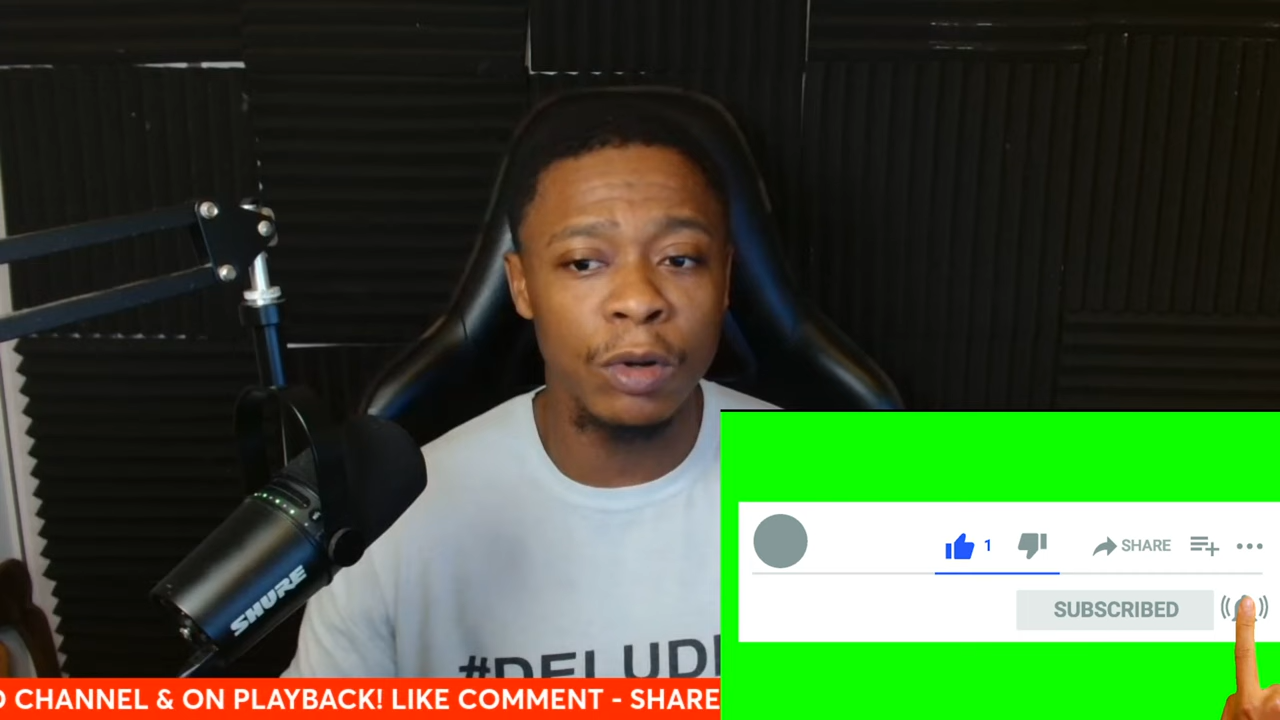 SHURE
#DELUD
CHANNEL & ON PLAYBACK! LIKE COMMENT - SHARE
1
SHARE
SUBSCRIBED